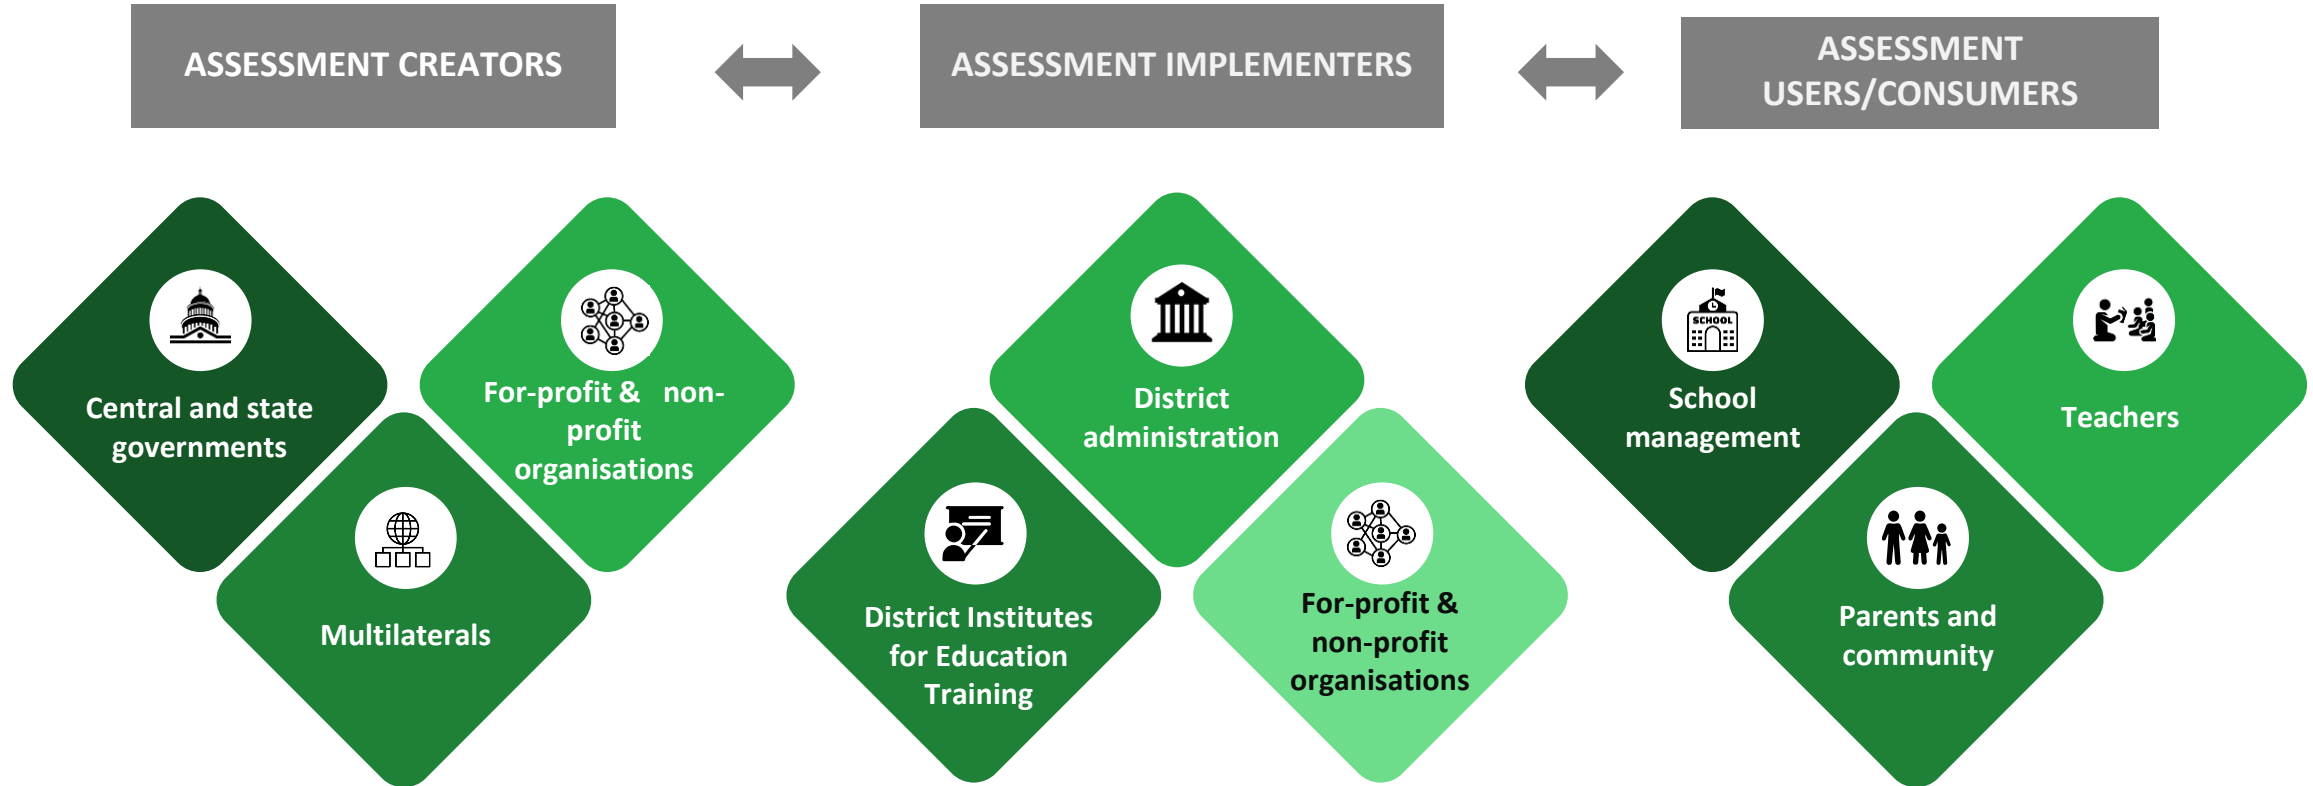 ASSESSMENT CREATORS
ASSESSMENT IMPLEMENTERS
ASSESSMENT
USERS/CONSUMERS
Central and state
governments
Multilaterals
For-profit & non-
profit
organisations
District Institutes
for Education
Training
District
administration
For-profit &
non-profit
organisations
SCHOOL
School
management
Parents and
community
Teachers